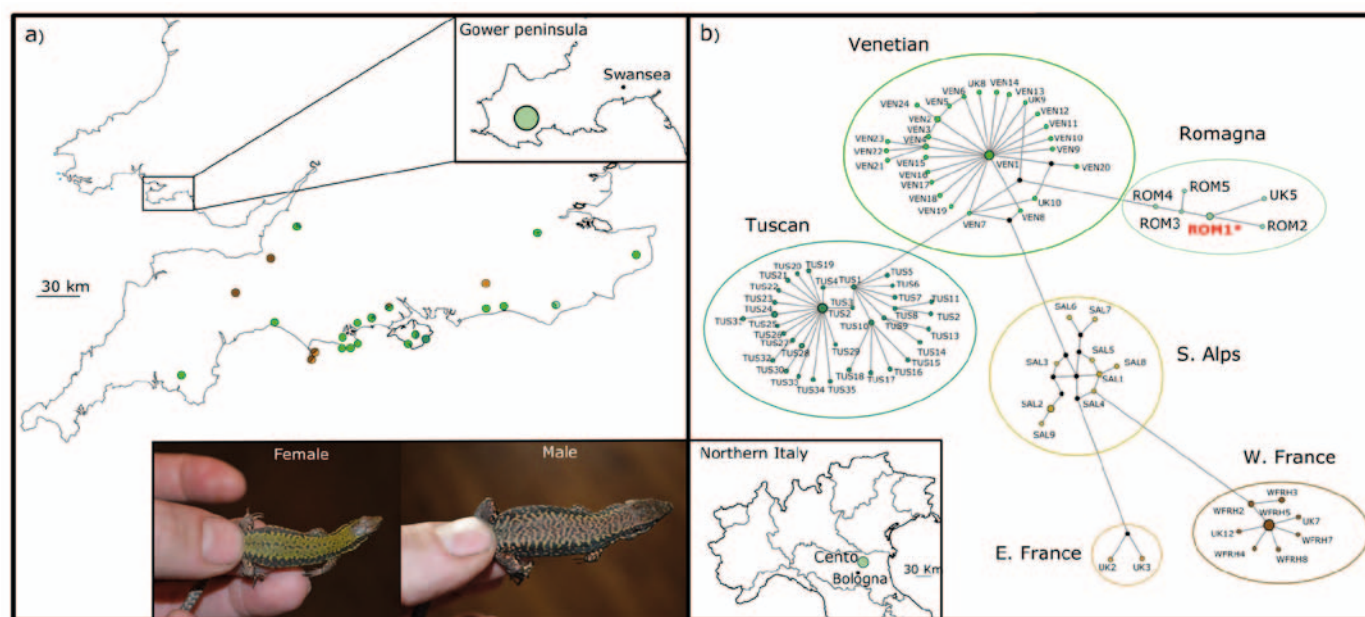 a)
Gower peninsula
Swansea
30 km
Female
Male
b)
Venetian
VEN14
UK8
VEN6
VEN13
VEN5
UK9
VEN24
VEN12
VEN2
VEN11
VEN3
VEN23
VEN10
VEN4
VEN22
VEN9
VEN21
VEN15
VEN1
VEN20
VEN16
VEN17
VEN18
UK10
VEN19
VEN8
VEN7
Romagna
ROM5
ROM4
UK5
ROM3
ROM1*
ROM2
Tuscan
TUS19
TUS20
TUS21
TUS4
TUS1
TUS5
TUS22
TUS6
TUS23
TUS3
TUS7
TUS11
TUS24
TUS2
TUS8
TUS2
TUS31
TUS25
TUS10
TUS9
TUS26
TUS13
TUS27
TUS28
TUS29
TUS14
TUS32
TUS15
TUS30
TUS18
TUS17
TUS16
TUS33
TUS34
TUS35
S. Alps
SAL6
SAL7
SAL3
SAL5
SAL8
SAL1
SAL2
SAL4
SAL9
W. France
WFRH3
WFRH2
WFRH5
UK7
UK12
WFRH7
WFRH4
WFRH8
E. France
UK2
UK3
Northern Italy
Cento
Bologna
30 Km